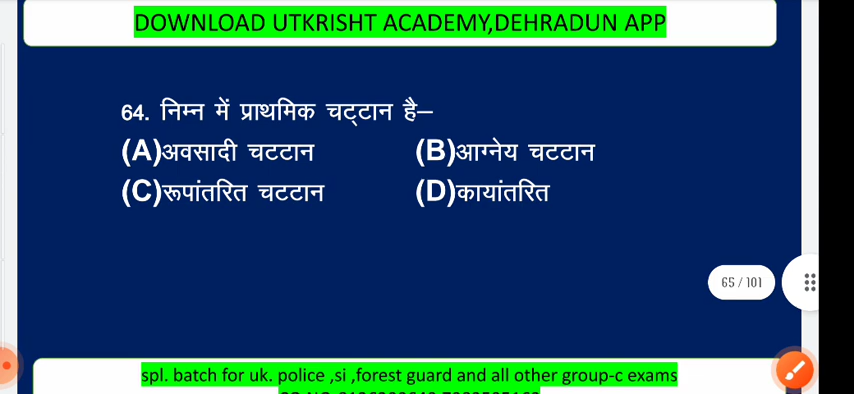 DOWNLOAD UTKRISHT ACADEMY,DEHRADUN APP
64. निम्न में प्राथमिक चट्टान है–
(A)अवसादी चटटान (B)आग्नेय चटटान
(C)रूपांतरित चटटान (D)कायांतरित
65 / 101
spl. batch for uk. police ,si ,forest guard and all other group-c exams